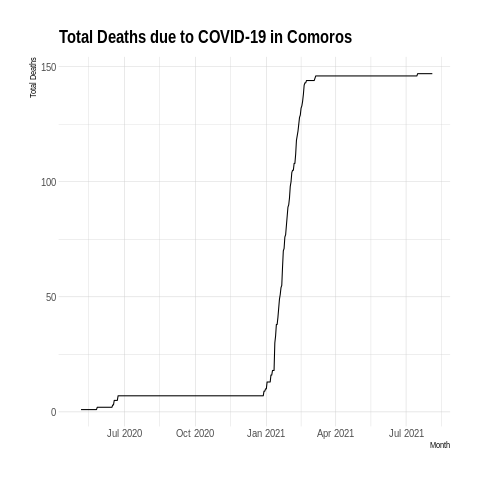 Total Deaths due to COVID-19 in Comoros
Total Deaths
150
100
50
0
Jul 2020 Oct 2020 Jan 2021 Apr 2021 Jul 2021
Month